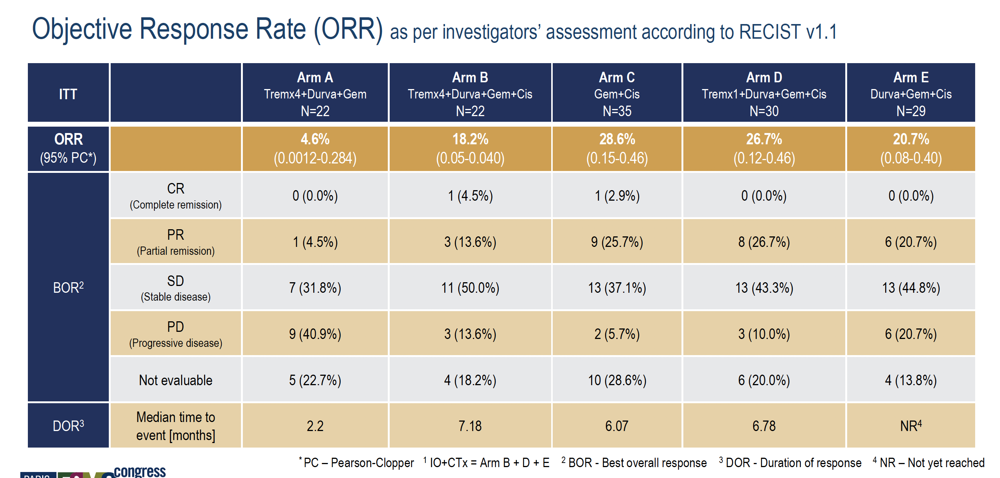 Objective Response Rate (ORR) as per investigators’ assessment according to RECIST v1.1
ITT
Arm A
Tremx4+Durva+Gem
N=22
Arm B
Tremx4+Durva+Gem+Cis
N=22
Arm C
Gem+Cis
N=35
Arm D
Tremx1+Durva+Gem+Cis
N=30
Arm E
Durva+Gem+Cis
N=29
ORR
(95% PC*)
4.6%
(0.0012-0.284)
18.2%
(0.05-0.040)
28.6%
(0.15-0.46)
26.7%
(0.12-0.46)
20.7%
(0.08-0.40)
BOR²
CR
(Complete remission)
0 (0.0%)
1 (4.5%)
1 (2.9%)
0 (0.0%)
0 (0.0%)
PR
(Partial remission)
1 (4.5%)
3 (13.6%)
9 (25.7%)
8 (26.7%)
6 (20.7%)
SD
(Stable disease)
7 (31.8%)
11 (50.0%)
13 (37.1%)
13 (43.3%)
13 (44.8%)
PD
(Progressive disease)
9 (40.9%)
3 (13.6%)
2 (5.7%)
3 (10.0%)
6 (20.7%)
Not evaluable
5 (22.7%)
4 (18.2%)
10 (28.6%)
6 (20.0%)
4 (13.8%)
DOR³
Median time to
event [months]
2.2
7.18
6.07
6.78
NR⁴
* PC – Pearson-Clopper ¹ IO+CTx = Arm B + D + E ² BOR - Best overall response ³ DOR - Duration of response ⁴ NR – Not yet reached
PARIS
congress